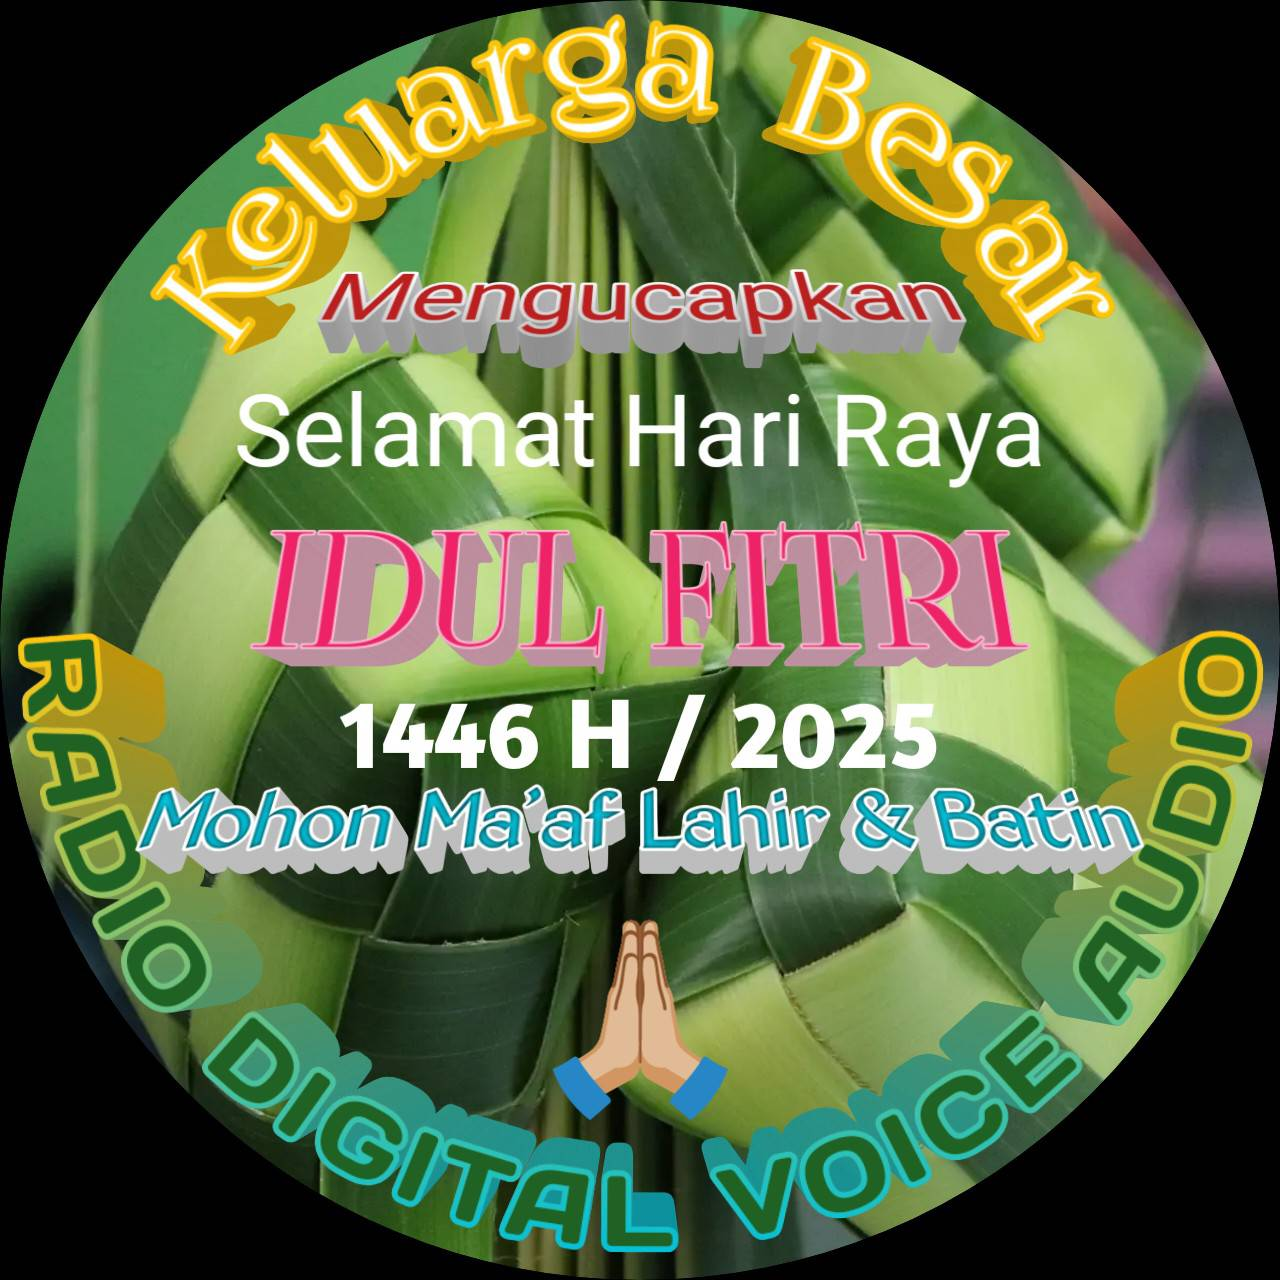 Keluarga Besar
Mengucapkan
Selamat Hari Raya
IDUL FITRI
1446 H / 2025
Mohon Ma'af Lahir & Batin
RADIO DIGITAL VOICE AUDIO